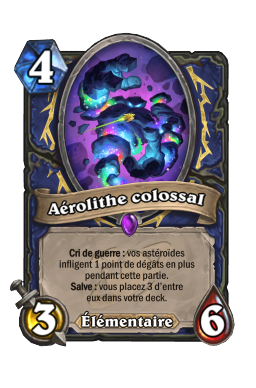 4
Aérolithe colossal
Cri de guerre : vos astéroïdes
infligent 1 point de dégâts en plus
pendant cette partie.
Salve : vous placez 3 d'entre
eux dans votre deck.
3
Élémentaire
6